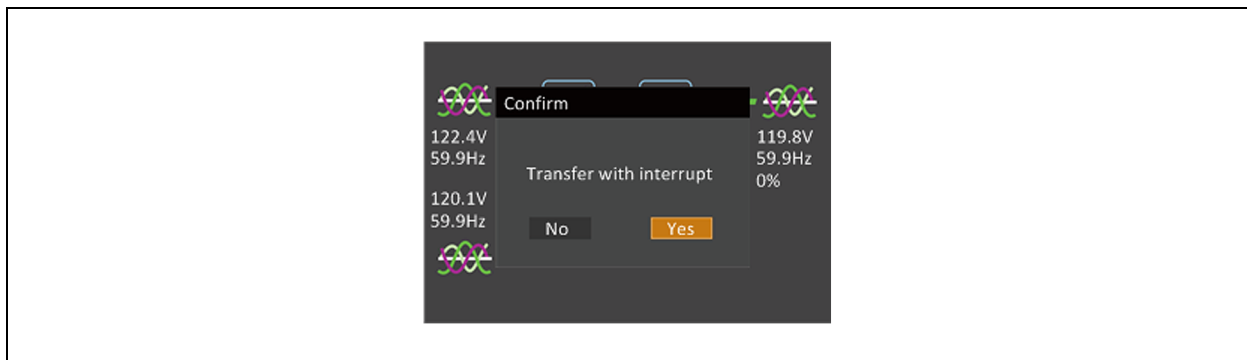 Confirm
122.4V
59.9Hz
120.1V
59.9Hz
Transfer with interrupt
No
Yes
119.8V
59.9Hz
0%